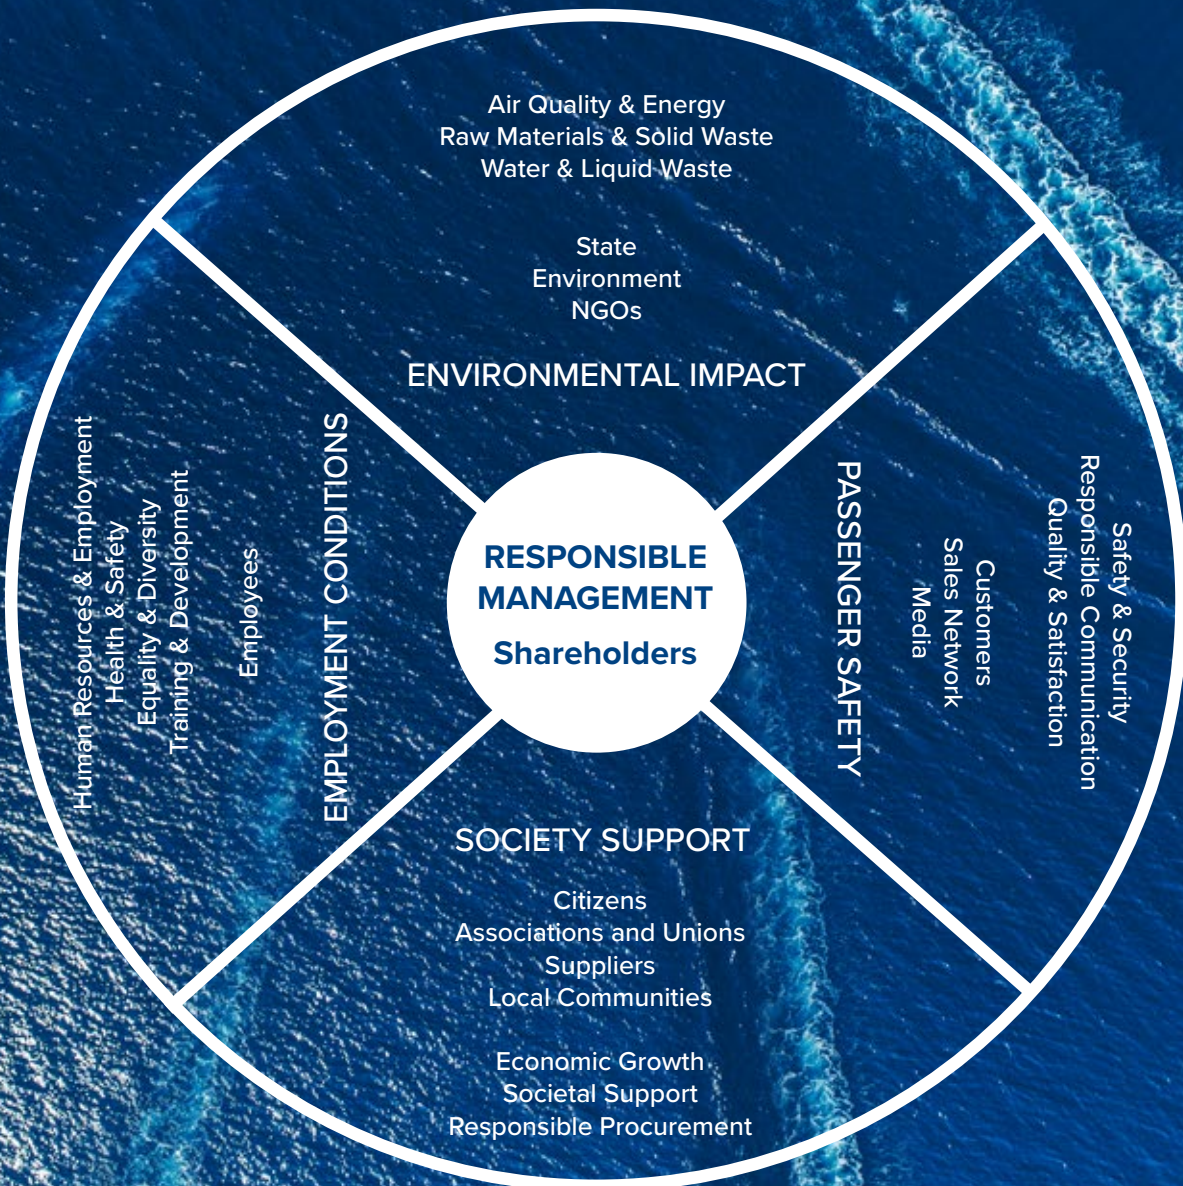 Air Quality & Energy
Raw Materials & Solid Waste
Water & Liquid Waste
State
Environment
NGOs
ENVIRONMENTAL IMPACT
Human Resources & Employment
Health & Safety
Equality & Diversity
Training & Development
Employees
EMPLOYMENT CONDITIONS
RESPONSIBLE
MANAGEMENT
Shareholders
Safety & Security
Responsible Communication
Quality & Satisfaction
Customers
Sales Network
Media
PASSENGER SAFETY
SOCIETY SUPPORT
Citizens
Associations and Unions
Suppliers
Local Communities
Economic Growth
Societal Support
Responsible Procurement